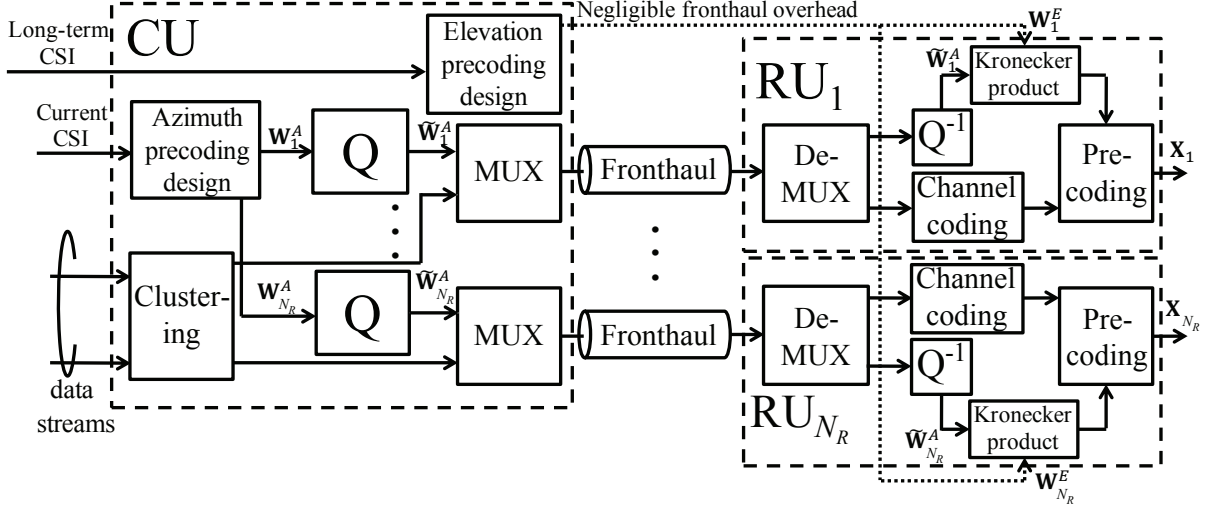 Negligible fronthaul overhead
Long-term
CSI
CU
Elevation
precoding
design
Current
CSI
Azimuth
precoding
design
W_1^A
Q
W̃_1^A
MUX
Fronthaul
RU_1
De-
MUX
Q^{-1}
W̃_1^A
W_1^E
Kronecker
product
Channel
coding
Pre-
coding
X_1
data
streams
Cluster-
ing
W_{N_R}^A
Q
W̃_{N_R}^A
MUX
Fronthaul
RU_{N_R}
De-
MUX
Channel
coding
Q^{-1}
W̃_{N_R}^A
Kronecker
product
W_{N_R}^E
Pre-
coding
X_{N_R}